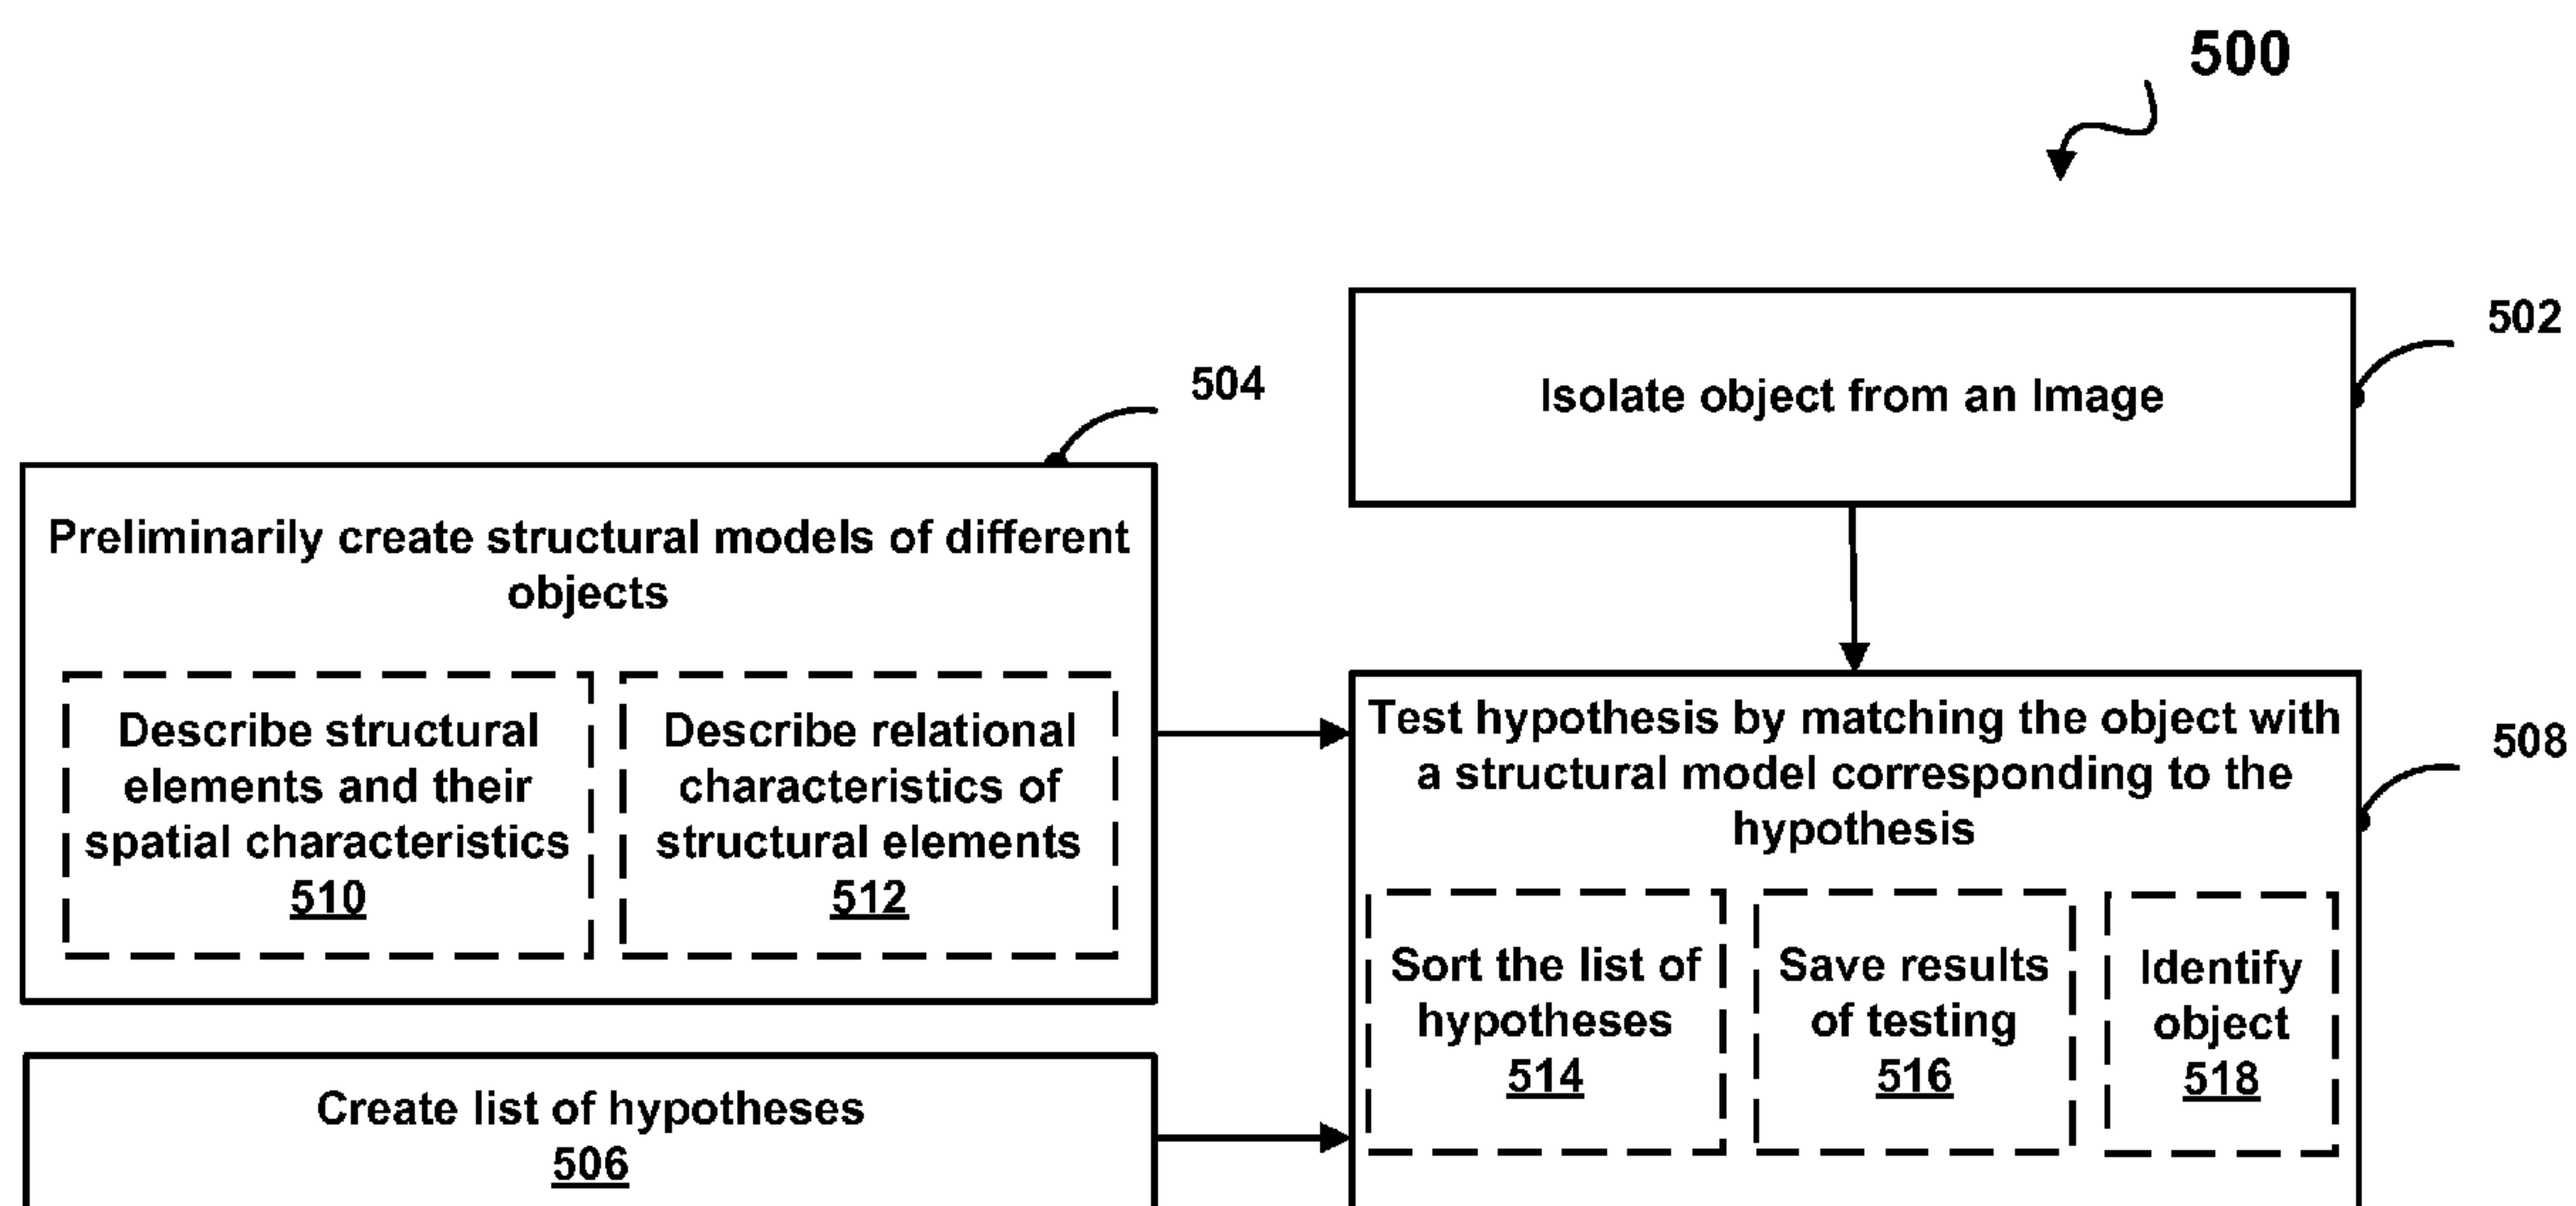 500
502
Isolate object from an Image
504
Preliminarily create structural models of different
objects
Describe structural
elements and their
spatial characteristics
510
Describe relational
characteristics of
structural elements
512
Test hypothesis by matching the object with
a structural model corresponding to the
hypothesis
508
Sort the list of
hypotheses
514
Save results
of testing
516
Identify
object
518
Create list of hypotheses
506